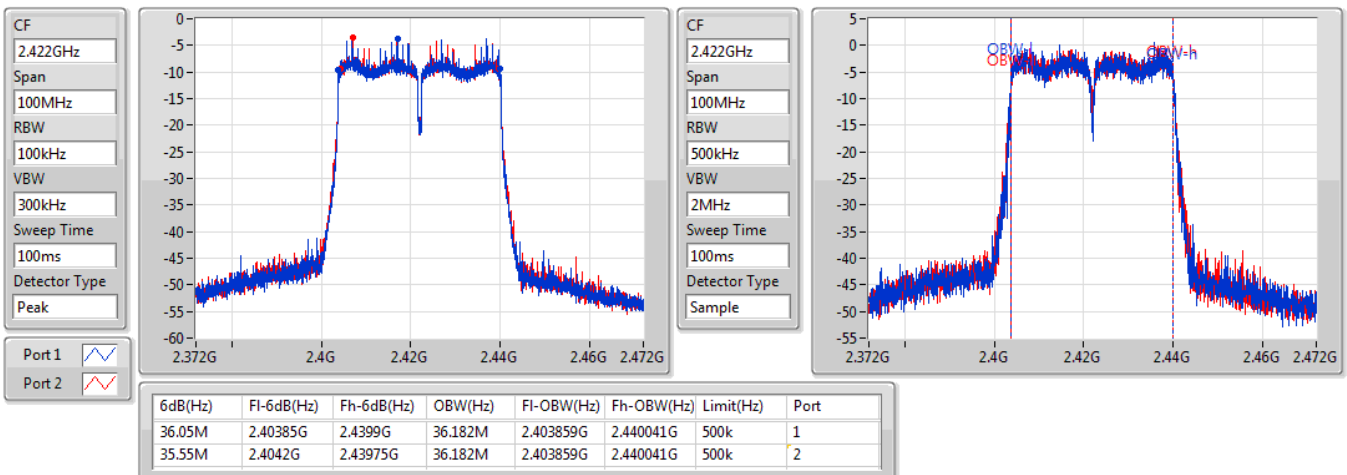 CF
2.422GHz
Span
100MHz
RBW
100kHz
VBW
300kHz
Sweep Time
100ms
Detector Type
Peak
0
-5
-10
-15
-20
-25
-30
-35
-40
-45
-50
-55
-60
2.372G 2.4G 2.42G 2.44G 2.46G 2.472G
Port 1
Port 2
CF
2.422GHz
Span
100MHz
RBW
500kHz
VBW
2MHz
Sweep Time
100ms
Detector Type
Sample
5
0
-5
-10
-15
-20
-25
-30
-35
-40
-45
-50
-55
OBW-h
2.372G 2.4G 2.42G 2.44G 2.46G 2.472G
6dB(Hz) Fl-6dB(Hz) Fh-6dB(Hz) OBW(Hz) Fl-OBW(Hz) Fh-OBW(Hz) Limit(Hz) Port
36.05M 2.40385G 2.4399G 36.182M 2.403859G 2.440041G 500k 1
35.55M 2.4042G 2.43975G 36.182M 2.403859G 2.440041G 500k 2